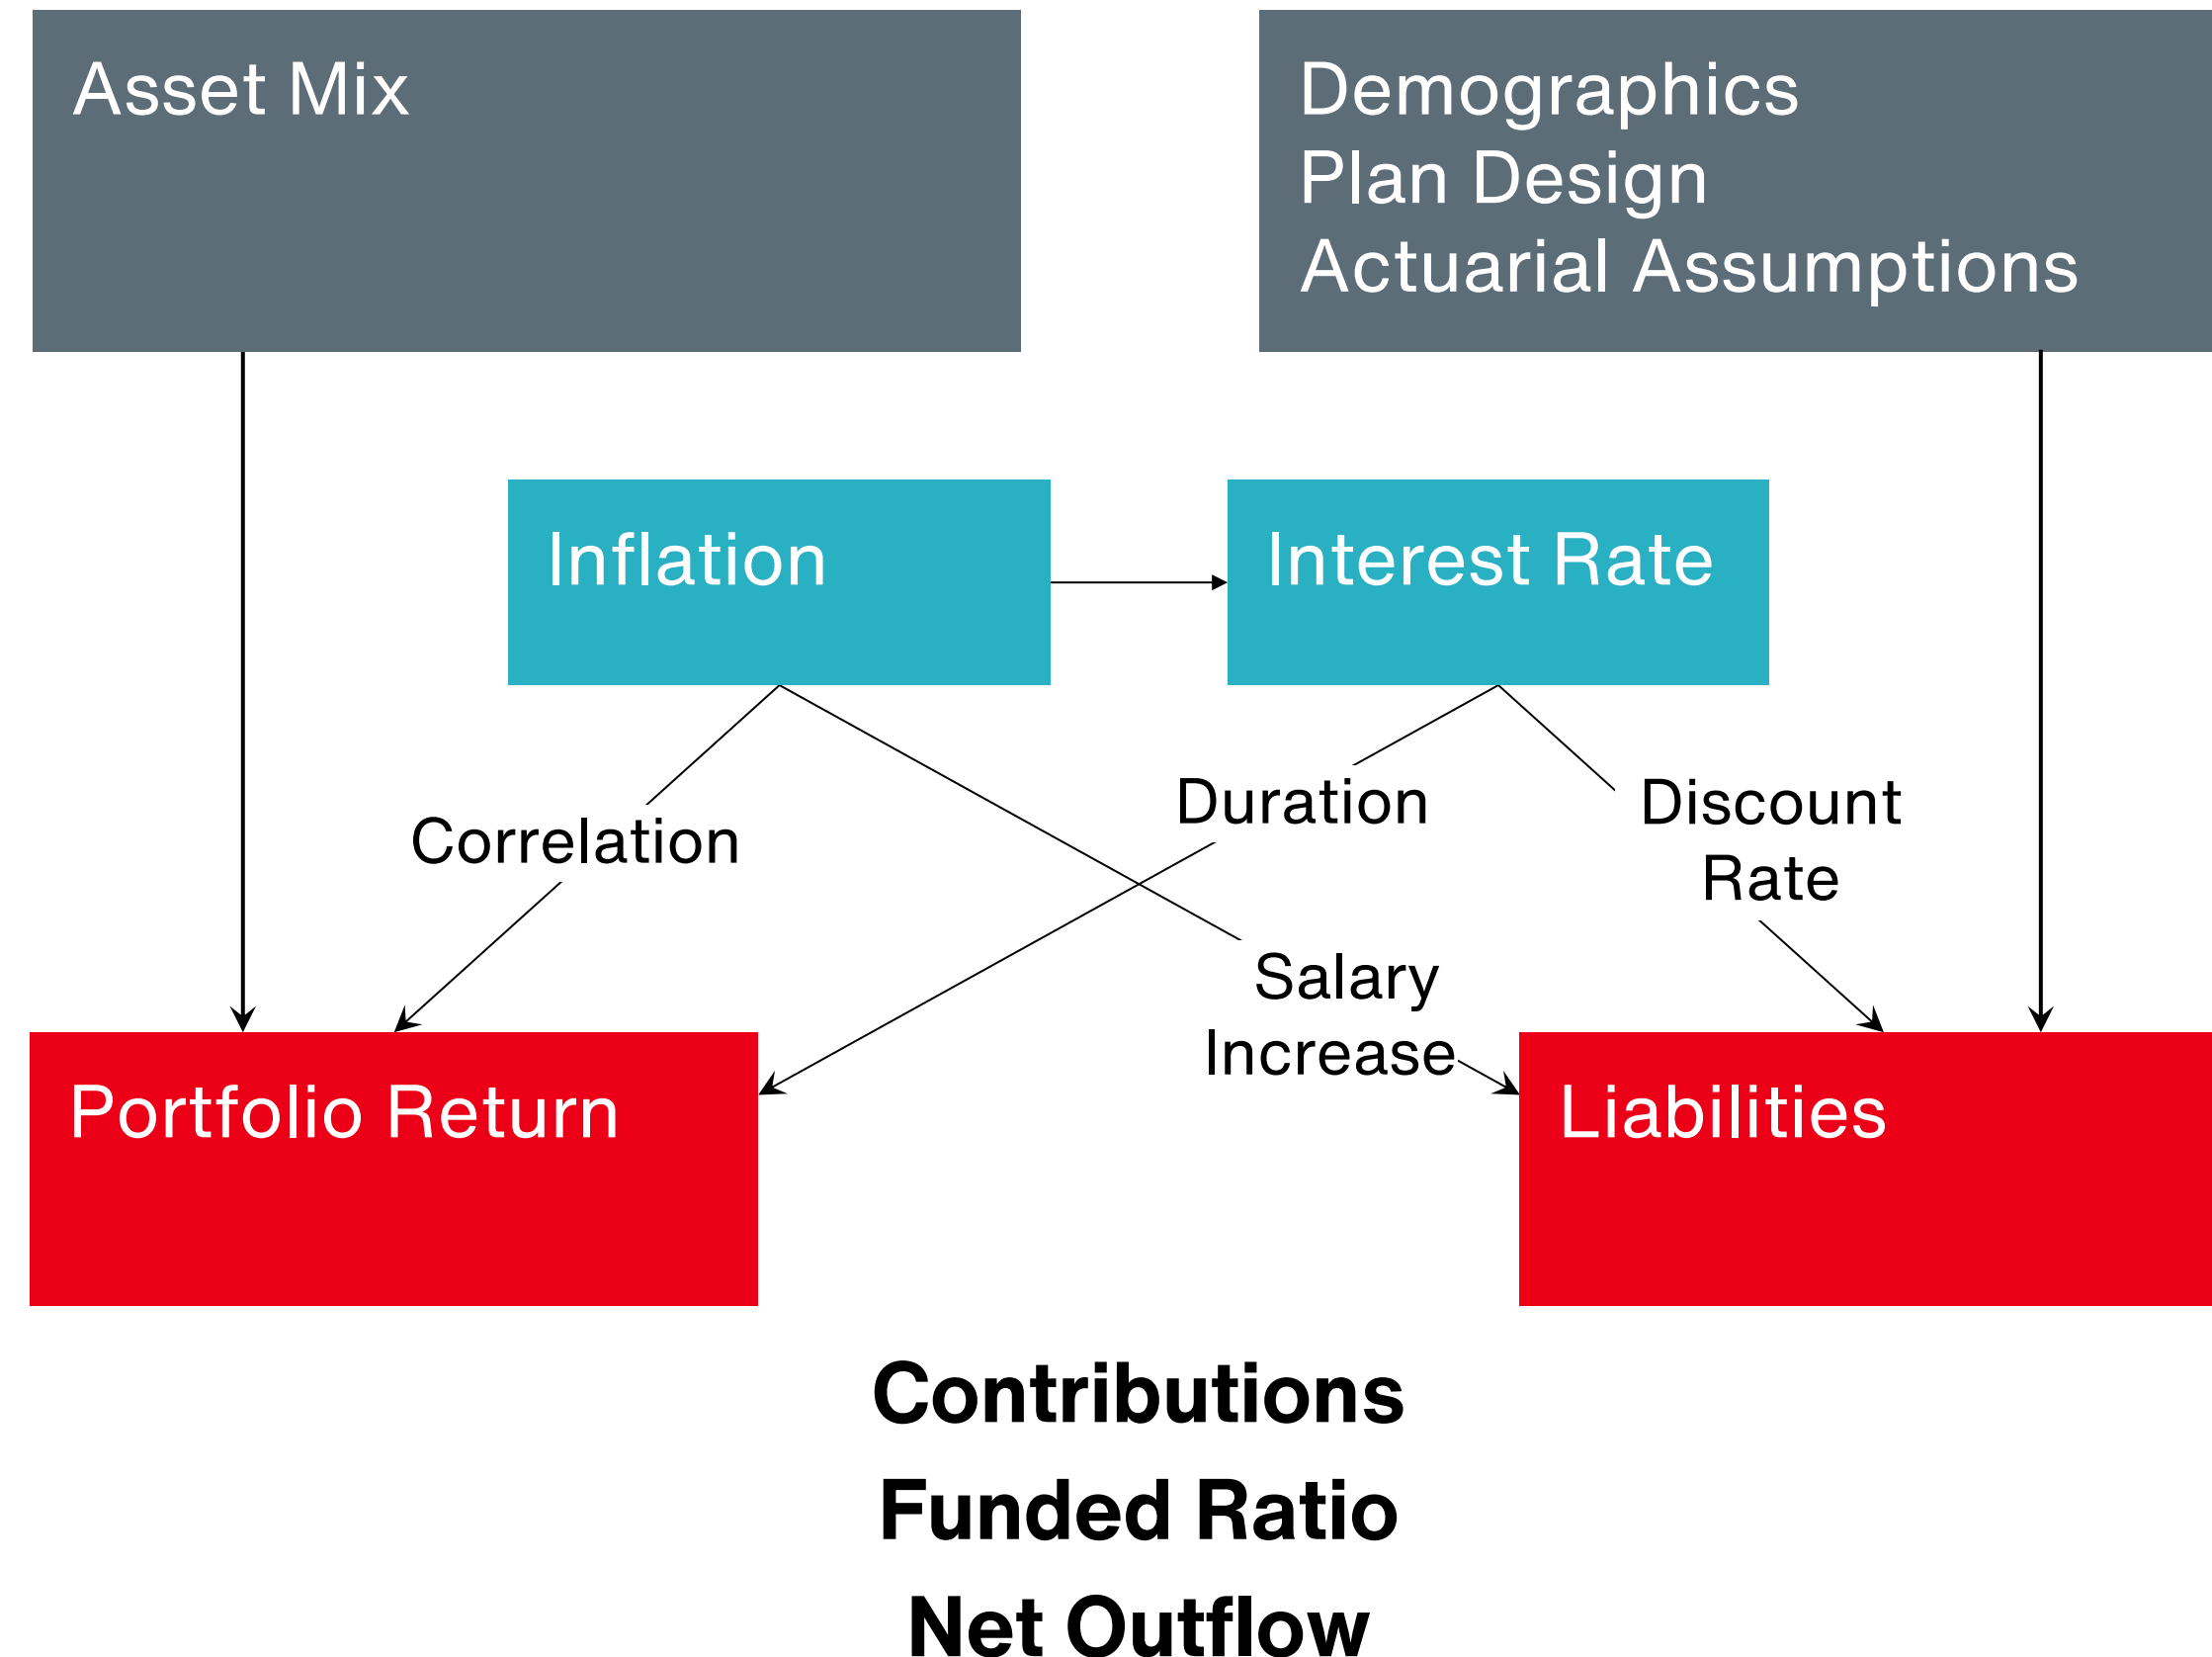 Asset Mix
Demographics
Plan Design
Actuarial Assumptions
Inflation
Interest Rate
Correlation
Duration
Discount
Rate
Salary
Increase
Portfolio Return
Liabilities
Contributions
Funded Ratio
Net Outflow